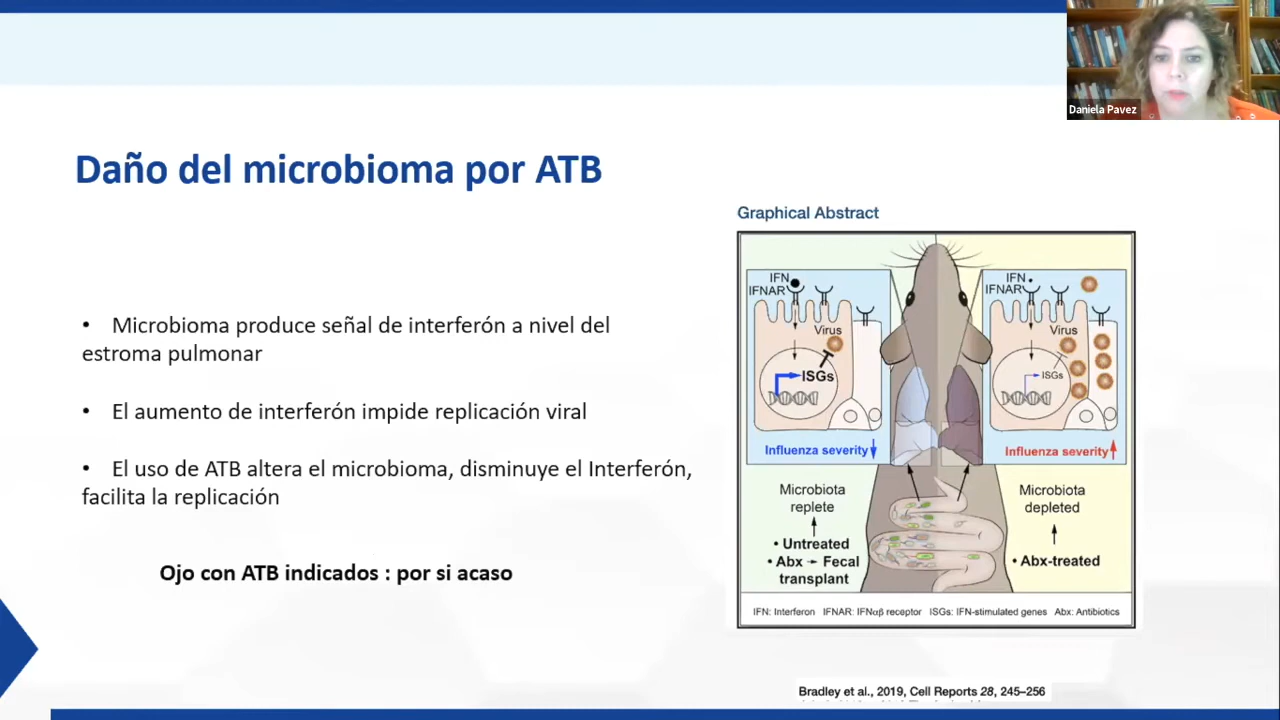 Daniela Pavez
Daño del microbioma por ATB
• Microbioma produce señal de interferón a nivel del
estroma pulmonar
• El aumento de interferón impide replicación viral
• El uso de ATB altera el microbioma, disminuye el Interferón,
facilita la replicación
Ojo con ATB indicados : por si acaso
Graphical Abstract
IFN
IFNAR
Virus
ISGs
Influenza severity
IFN
IFNAR
Virus
ISGs
Influenza severity
Microbiota
replete
• Untreated
• Abx → Fecal
transplant
Microbiota
depleted
• Abx-treated
IFN: Interferon IFNAR: IFNαβ receptor ISGs: IFN-stimulated genes Abx: Antibiotics
Bradley et al., 2019, Cell Reports 28, 245–256